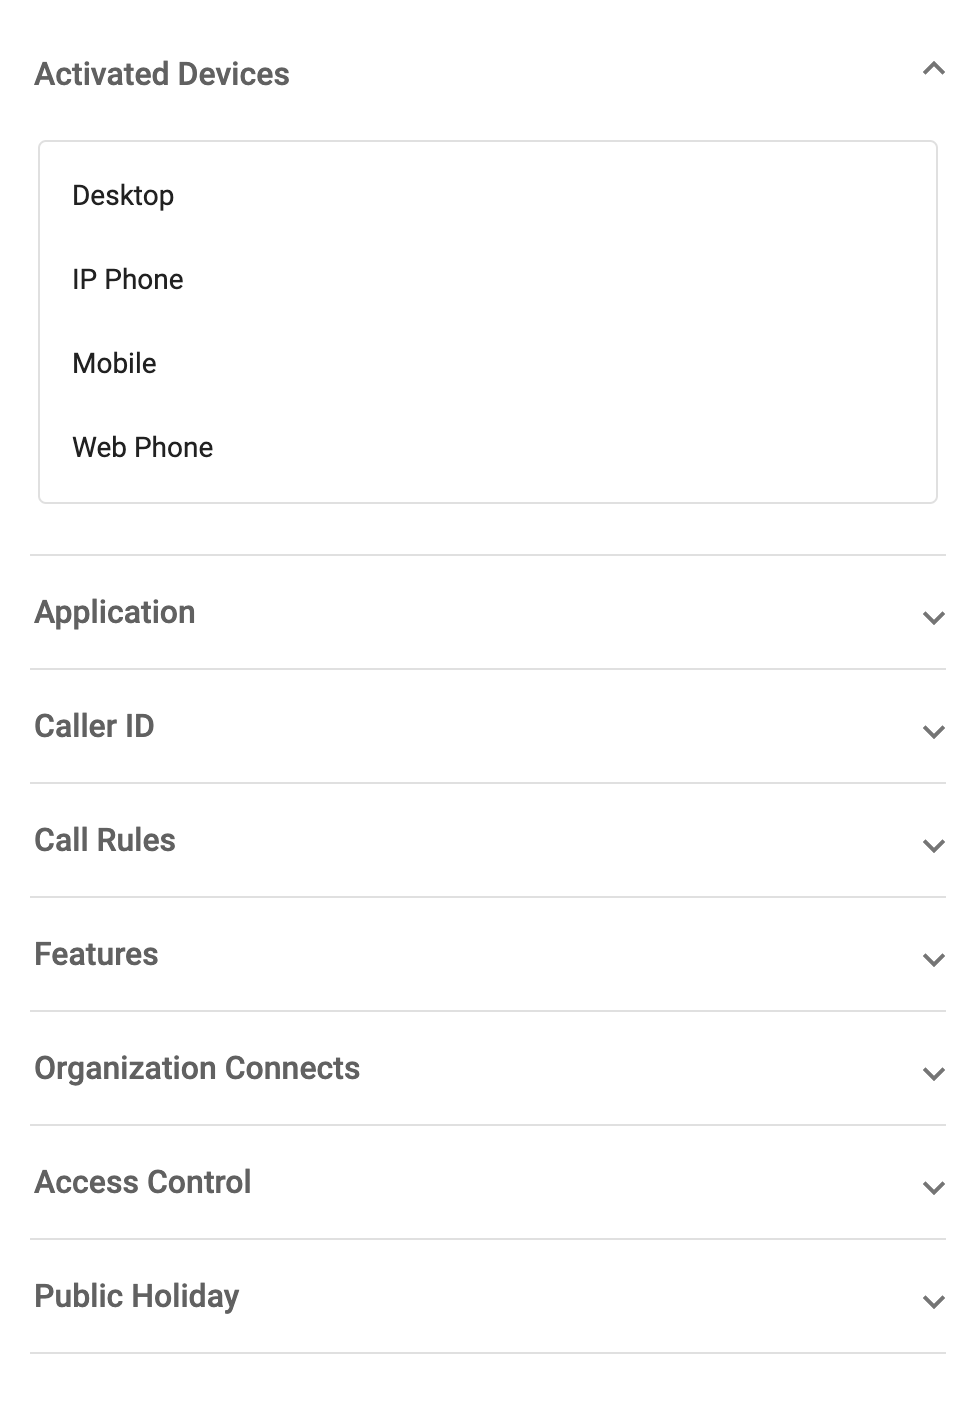 Activated Devices
Desktop
IP Phone
Mobile
Web Phone
Application
Caller ID
Call Rules
Features
Organization Connects
Access Control
Public Holiday